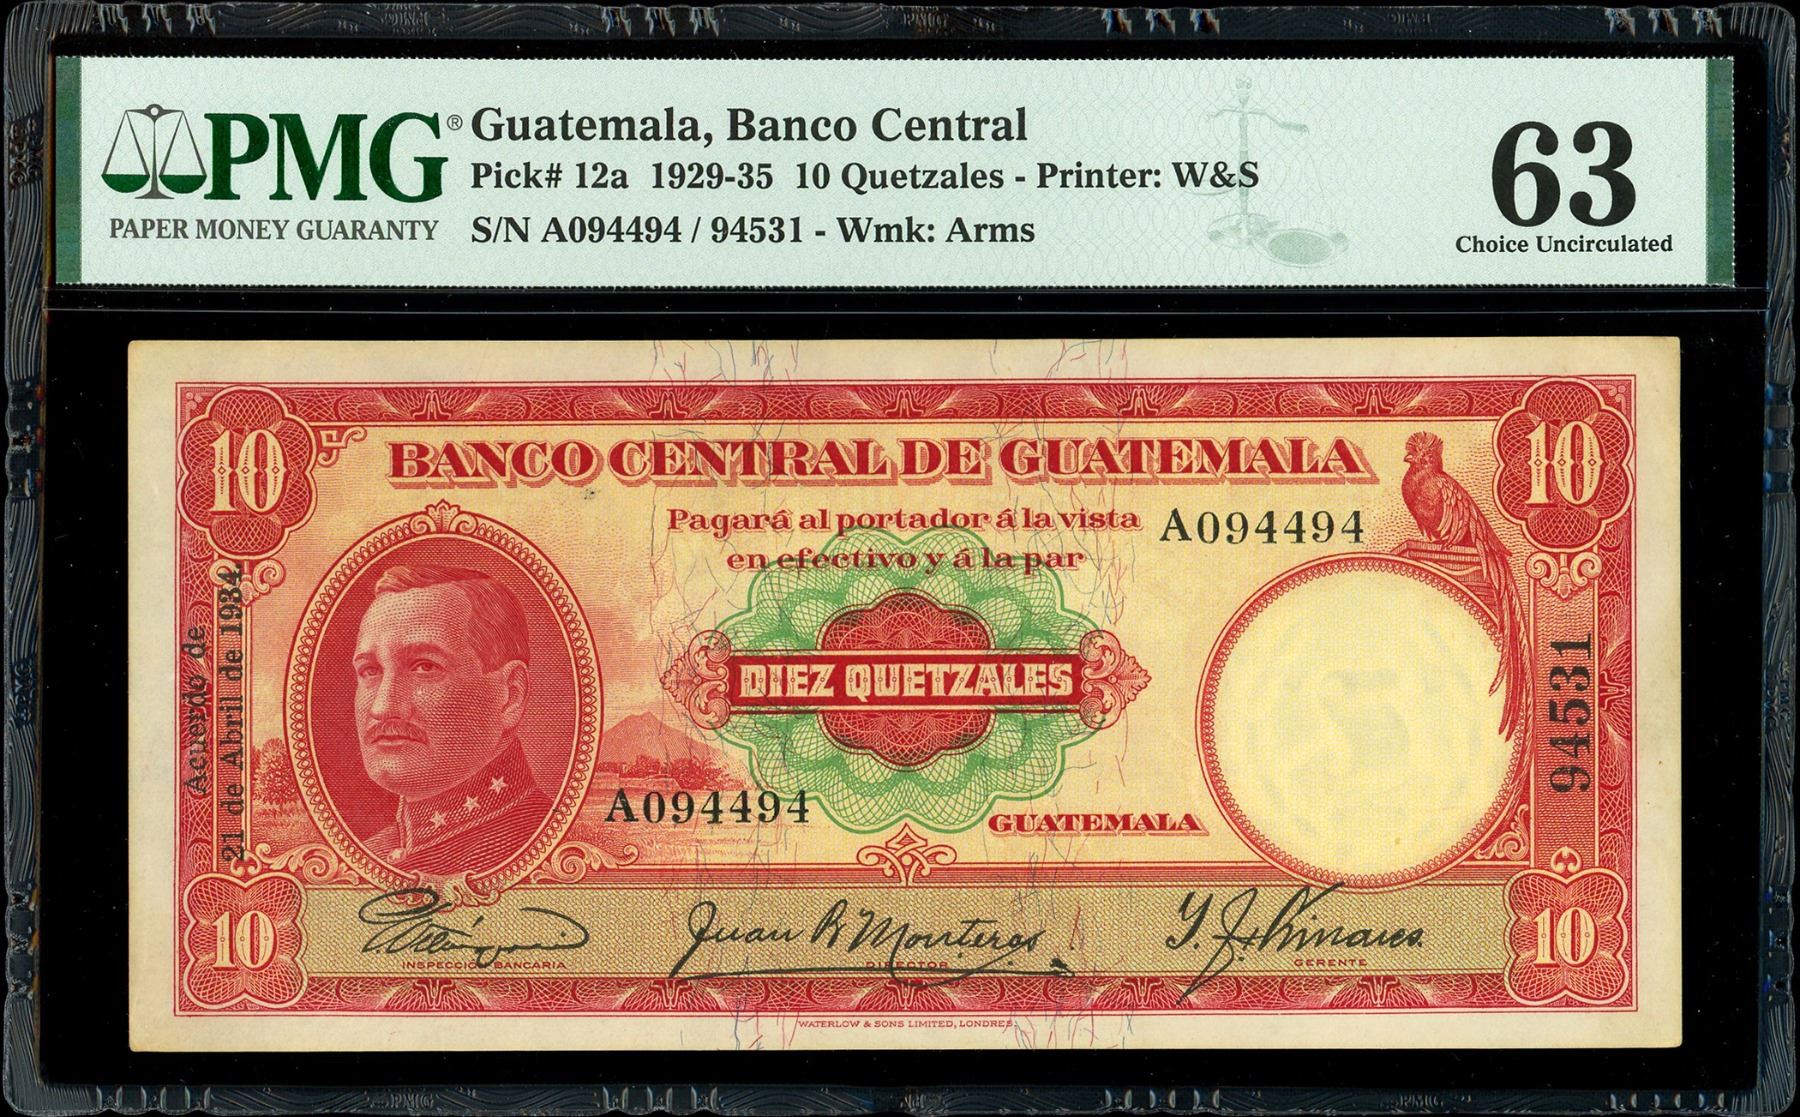 PMG®
PAPER MONEY GUARANTY
Guatemala, Banco Central
Pick# 12a 1929-35 10 Quetzales - Printer: W&S
S/N A094494 / 94531 - Wmk: Arms
63
Choice Uncirculated
10
10
BANCO CENTRAL DE GUATEMALA
Pagará al portador á la vista
en efectivo y á la par
A094494
Acuerdo de
21 de Abril de 1934.
DIEZ QUETZALES
94531
A094494
GUATEMALA
10
Juan R Monteros
10
INSPECCION BANCARIA
DIRECTOR
GERENTE
WATERLOW & SONS LIMITED, LONDRES.